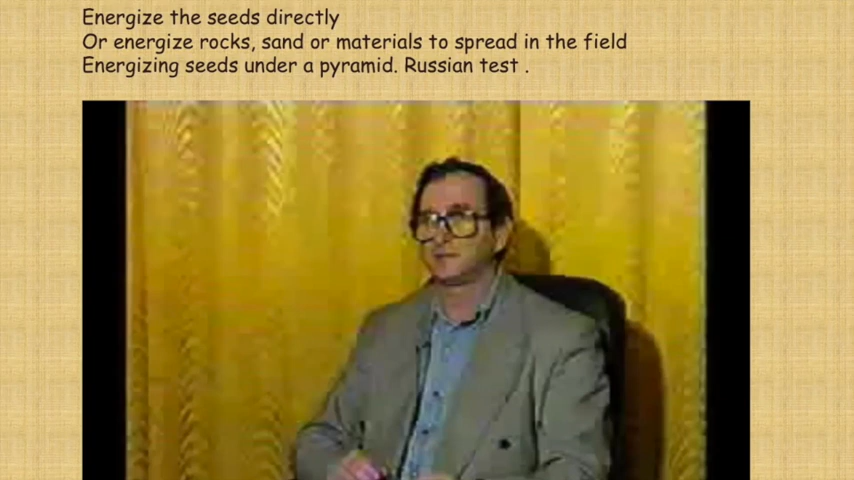 Energize the seeds directly
Or energize rocks, sand or materials to spread in the field
Energizing seeds under a pyramid. Russian test .